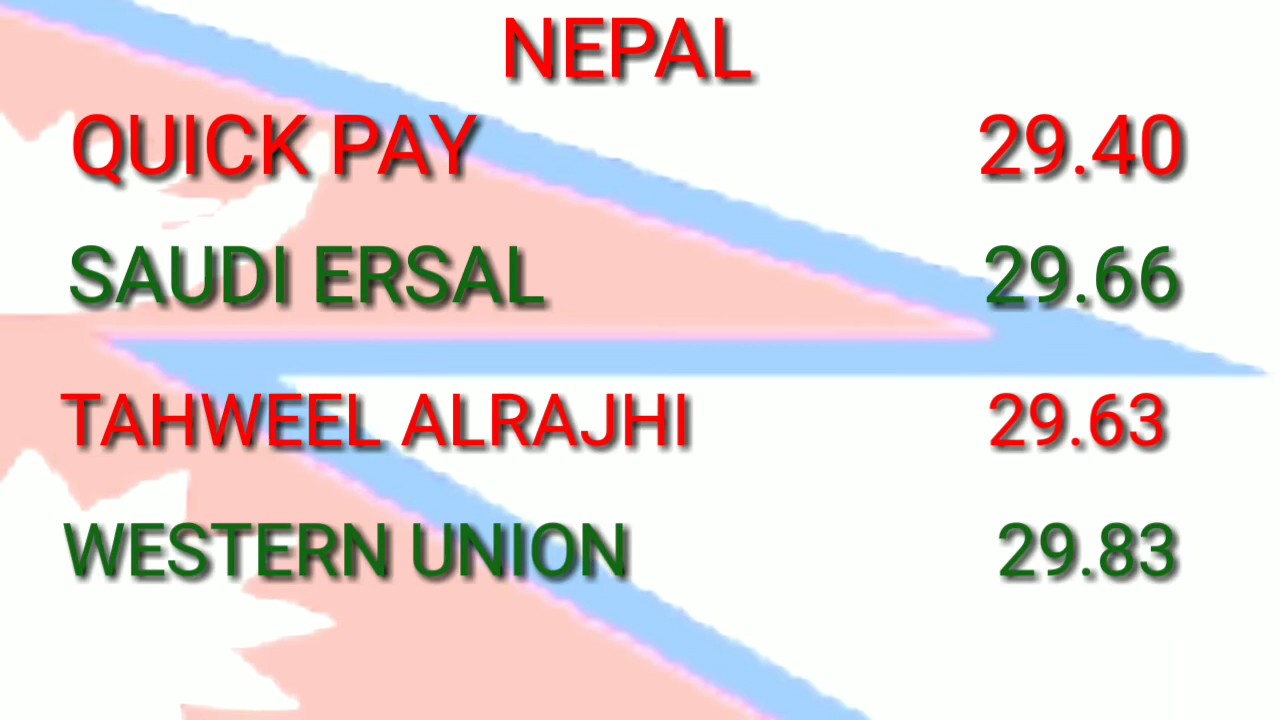 NEPAL
QUICK PAY 29.40
SAUDI ERSAL 29.66
TAHWEEL ALRAJHI 29.63
WESTERN UNION 29.83